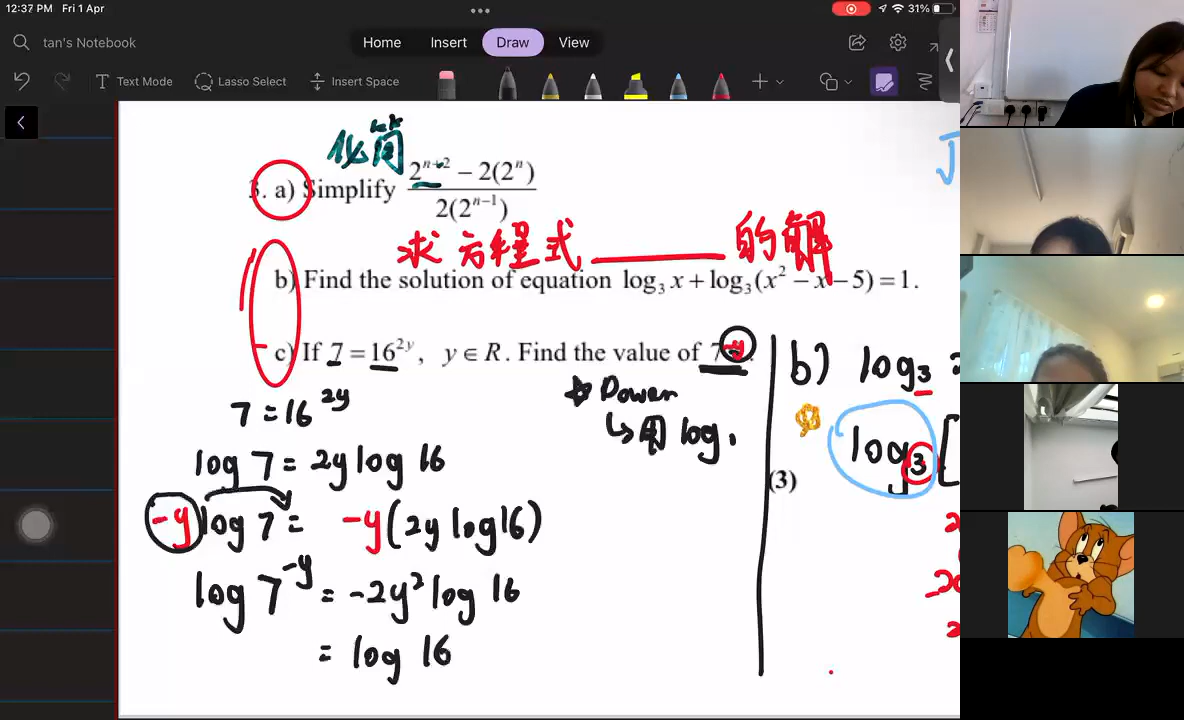 12:37 PM Fri 1 Apr
31%
tan's Notebook
Home Insert Draw View
Text Mode Lasso Select Insert Space
化简
3. a) Simplify (2^{n+2} − 2(2^n)) / (2(2^{n−1}))
求方程式 ______ 的解
b) Find the solution of equation log₃ x + log₃(x² − x − 5) = 1.
c) If 7 = 16^{2y}, y ∈ R. Find the value of 7^{-y}.
7 = 16^{2y}
☆ Power
↳ 用 log.
log 7 = 2y log 16
-y log 7 = -y(2y log 16)
log 7^{-y} = -2y² log 16
= log 16
b) log₃
log₃ [
(3)